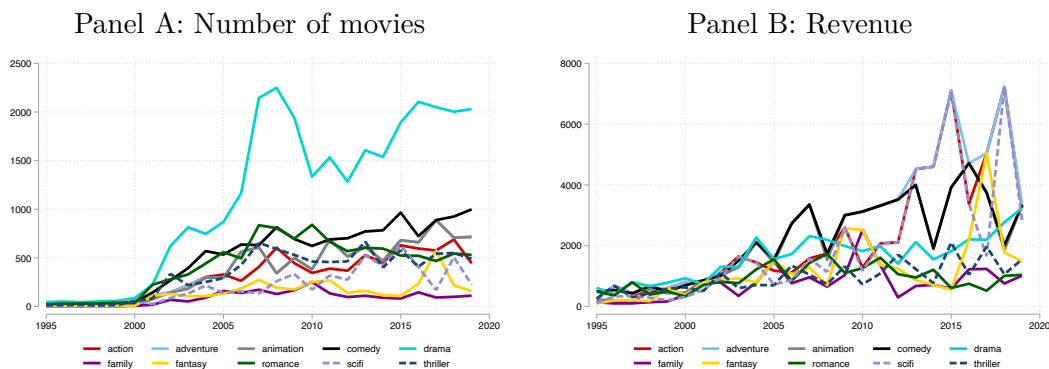 Panel A: Number of movies
2500
2000
1500
1000
500
0
1995 2000 2005 2010 2015 2020
action adventure animation comedy drama
family fantasy romance scifi thriller
Panel B: Revenue
8000
6000
4000
2000
0
1995 2000 2005 2010 2015 2020
action adventure animation comedy drama
family fantasy romance scifi thriller